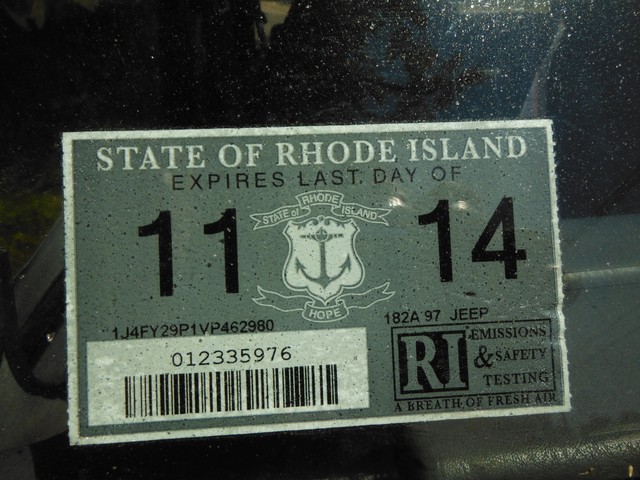 STATE OF RHODE ISLAND
EXPIRES LAST DAY OF
11 14
STATE of RHODE ISLAND
HOPE
1J4FY29P1VP462980
182A 97 JEEP
012335976
RI EMISSIONS
& SAFETY
TESTING
A BREATH OF FRESH AIR